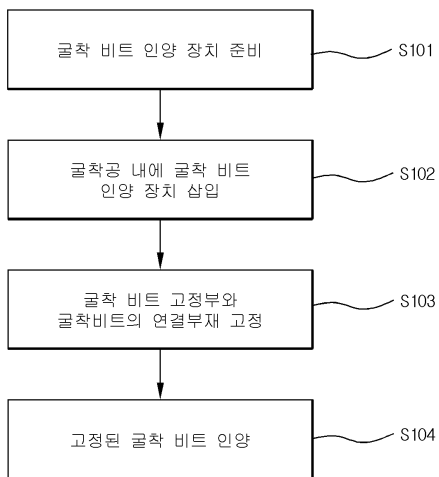 굴착 비트 인양 장치 준비
S101
굴착공 내에 굴착 비트
인양 장치 삽입
S102
굴착 비트 고정부와
굴착비트의 연결부재 고정
S103
고정된 굴착 비트 인양
S104